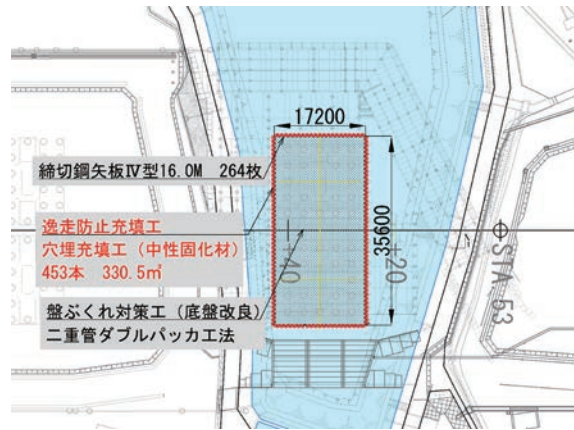 17200
締切鋼矢板Ⅳ型16.0M 264枚
逸走防止充填工
穴埋充填工（中性固化材）
453本 330.5㎡
35600
+40
+20
STA.53
盤ぶくれ対策工（底盤改良）
二重管ダブルパッカ工法